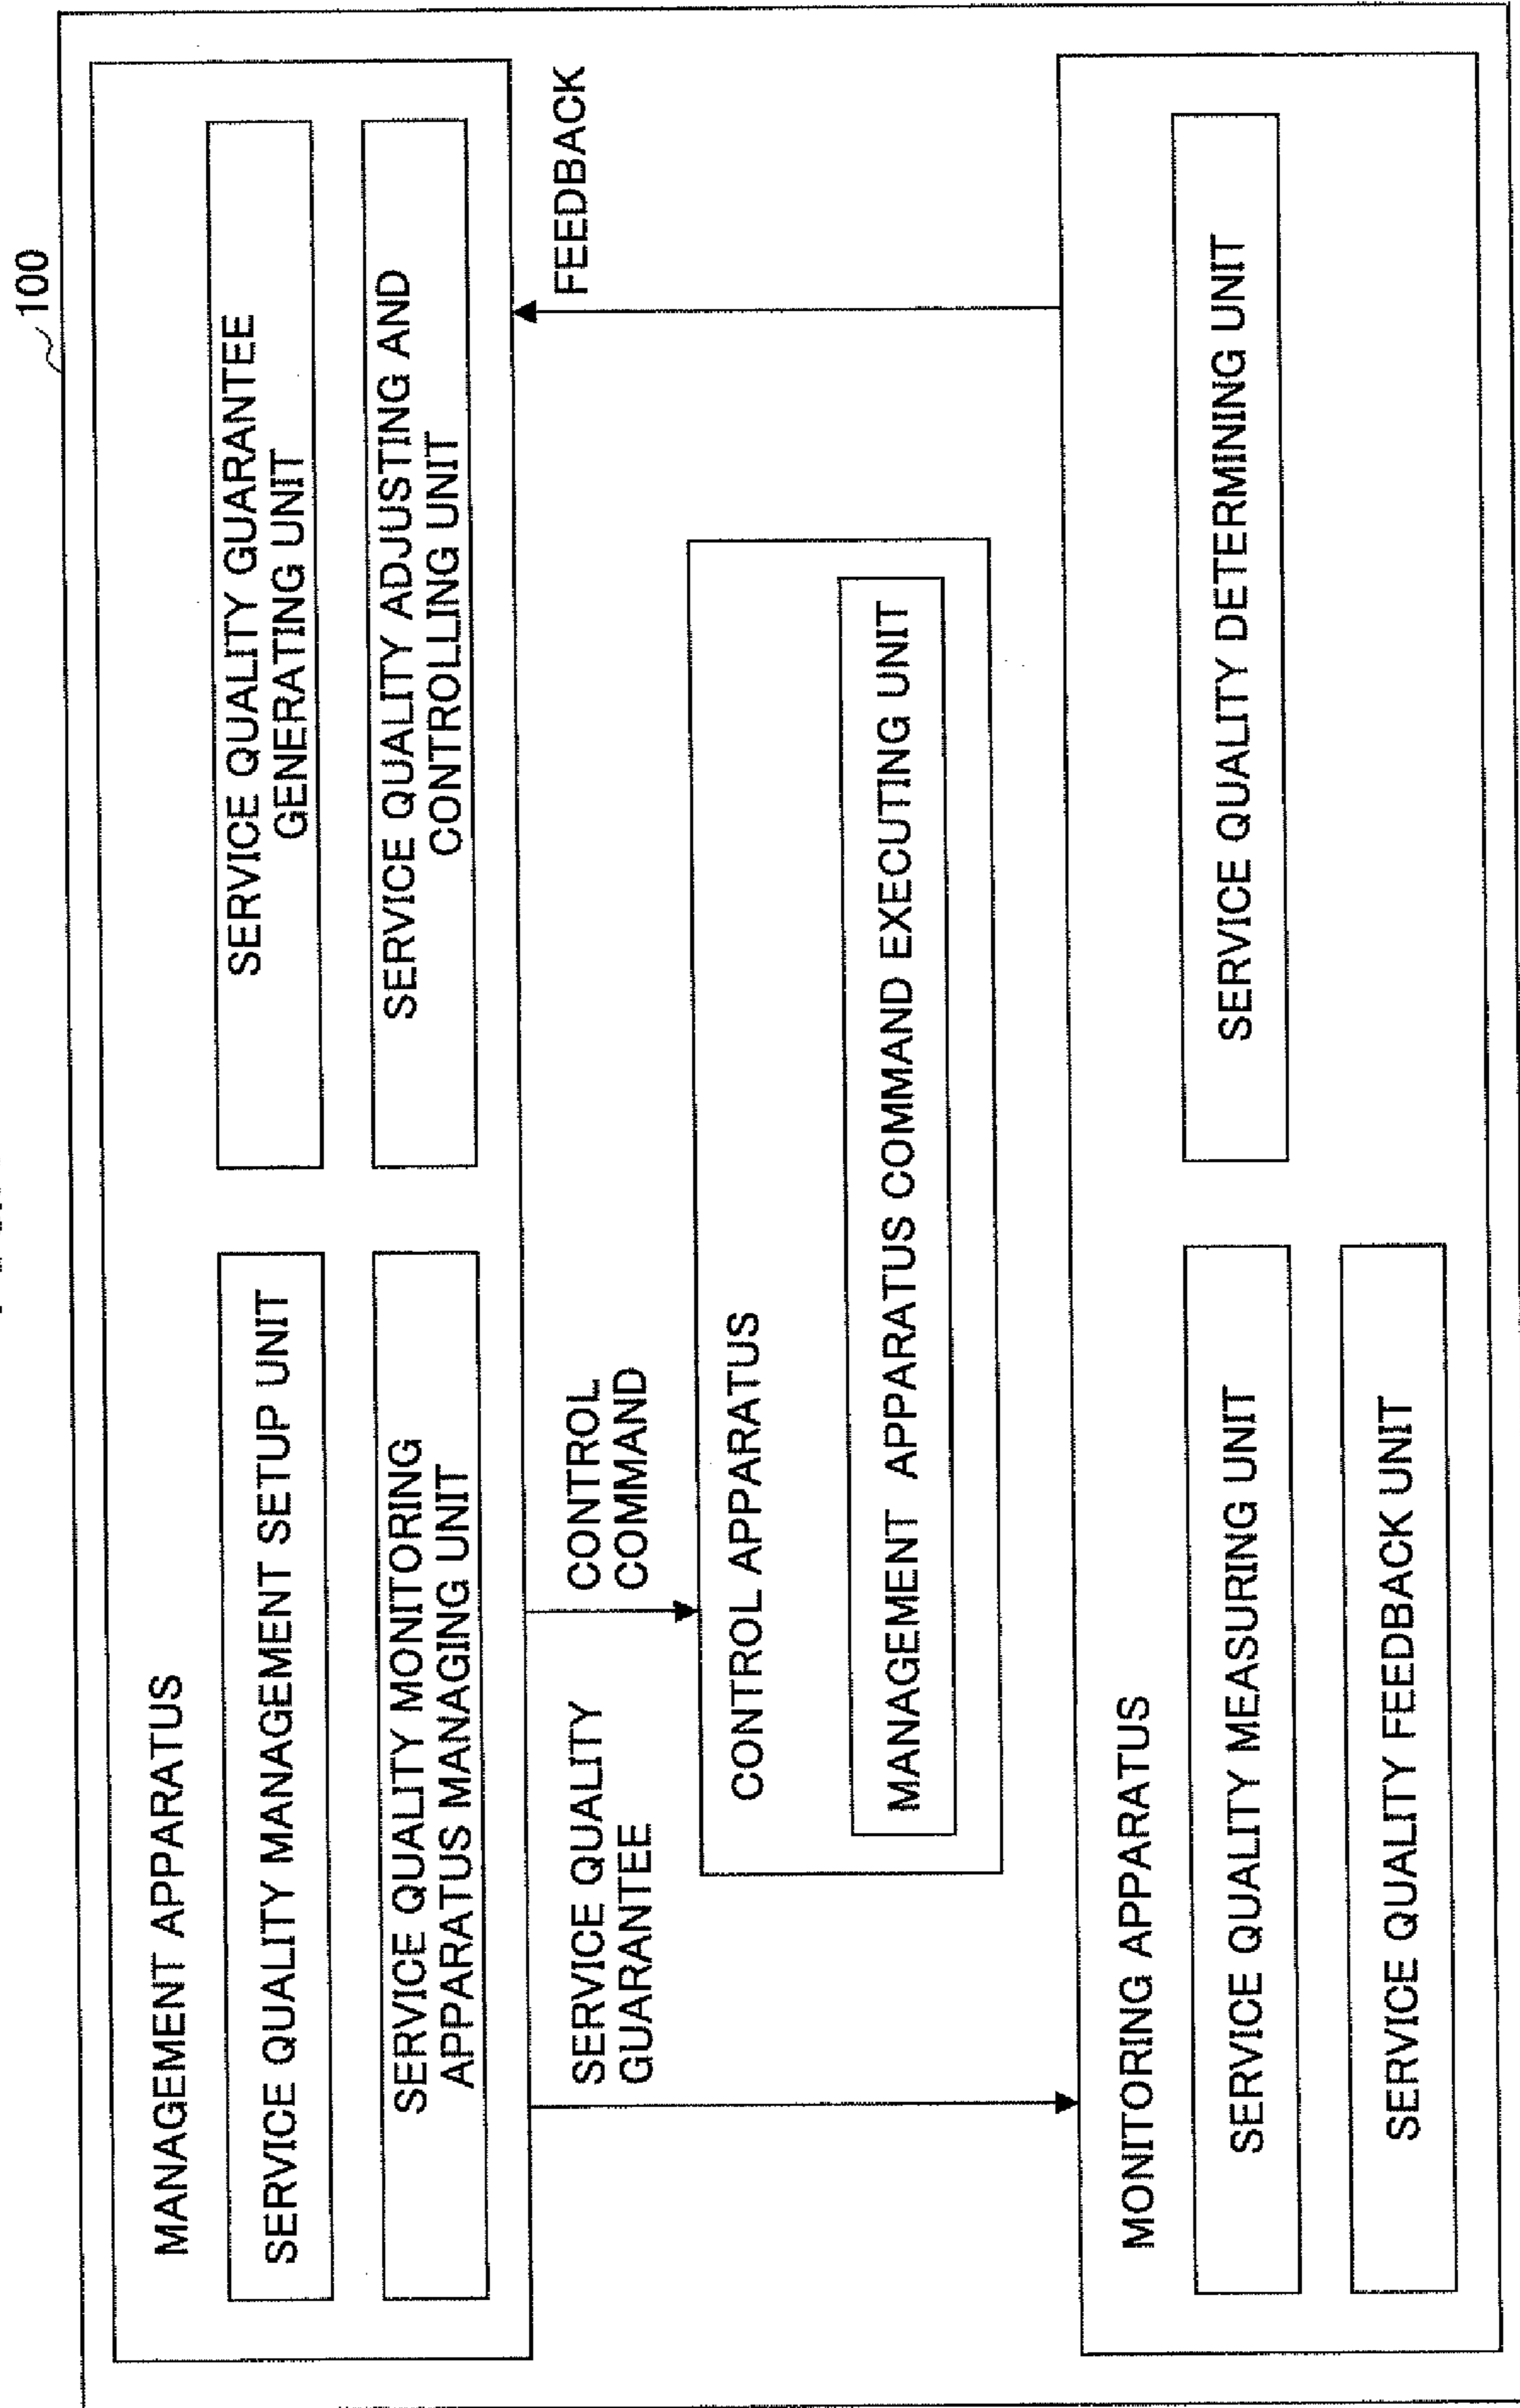 100
MANAGEMENT APPARATUS
SERVICE QUALITY MANAGEMENT SETUP UNIT
SERVICE QUALITY GUARANTEE
GENERATING UNIT
SERVICE QUALITY MONITORING
APPARATUS MANAGING UNIT
SERVICE QUALITY ADJUSTING AND
CONTROLLING UNIT
SERVICE QUALITY
GUARANTEE
CONTROL
COMMAND
FEEDBACK
CONTROL APPARATUS
MANAGEMENT APPARATUS COMMAND EXECUTING UNIT
MONITORING APPARATUS
SERVICE QUALITY MEASURING UNIT
SERVICE QUALITY DETERMINING UNIT
SERVICE QUALITY FEEDBACK UNIT